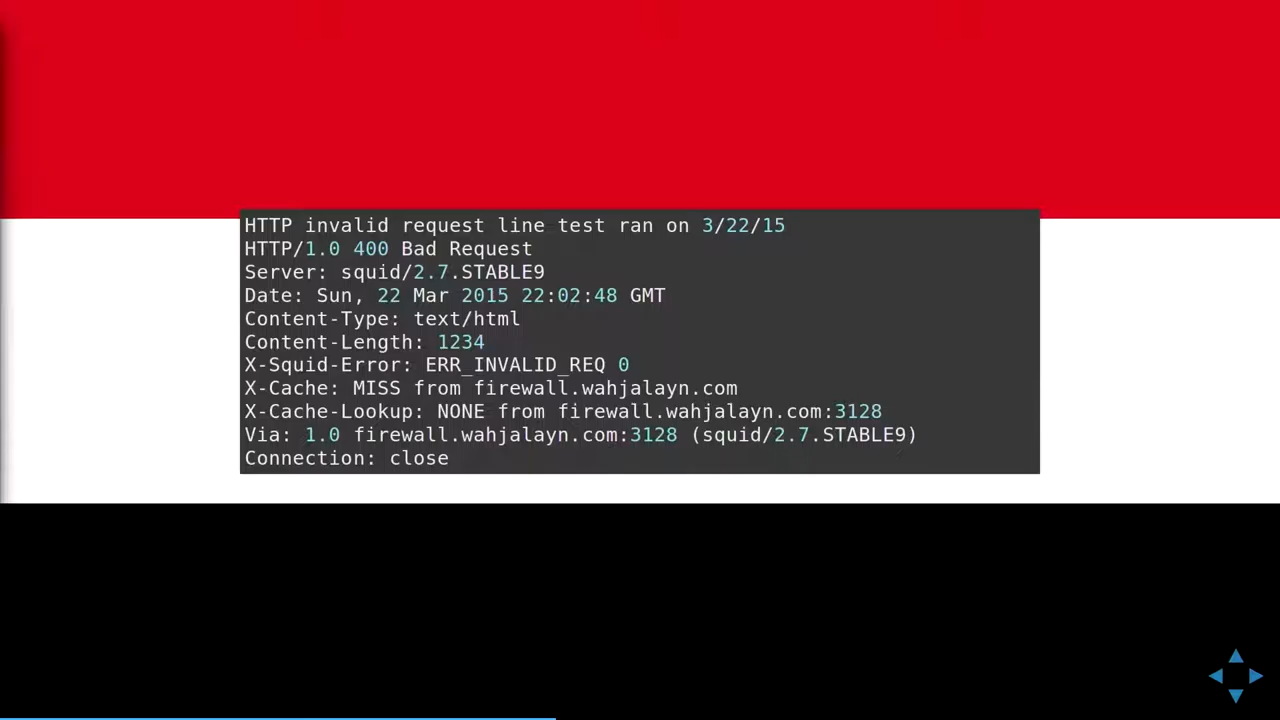 HTTP invalid request line test ran on 3/22/15
HTTP/1.0 400 Bad Request
Server: squid/2.7.STABLE9
Date: Sun, 22 Mar 2015 22:02:48 GMT
Content-Type: text/html
Content-Length: 1234
X-Squid-Error: ERR_INVALID_REQ 0
X-Cache: MISS from firewall.wahjalayn.com
X-Cache-Lookup: NONE from firewall.wahjalayn.com:3128
Via: 1.0 firewall.wahjalayn.com:3128 (squid/2.7.STABLE9)
Connection: close